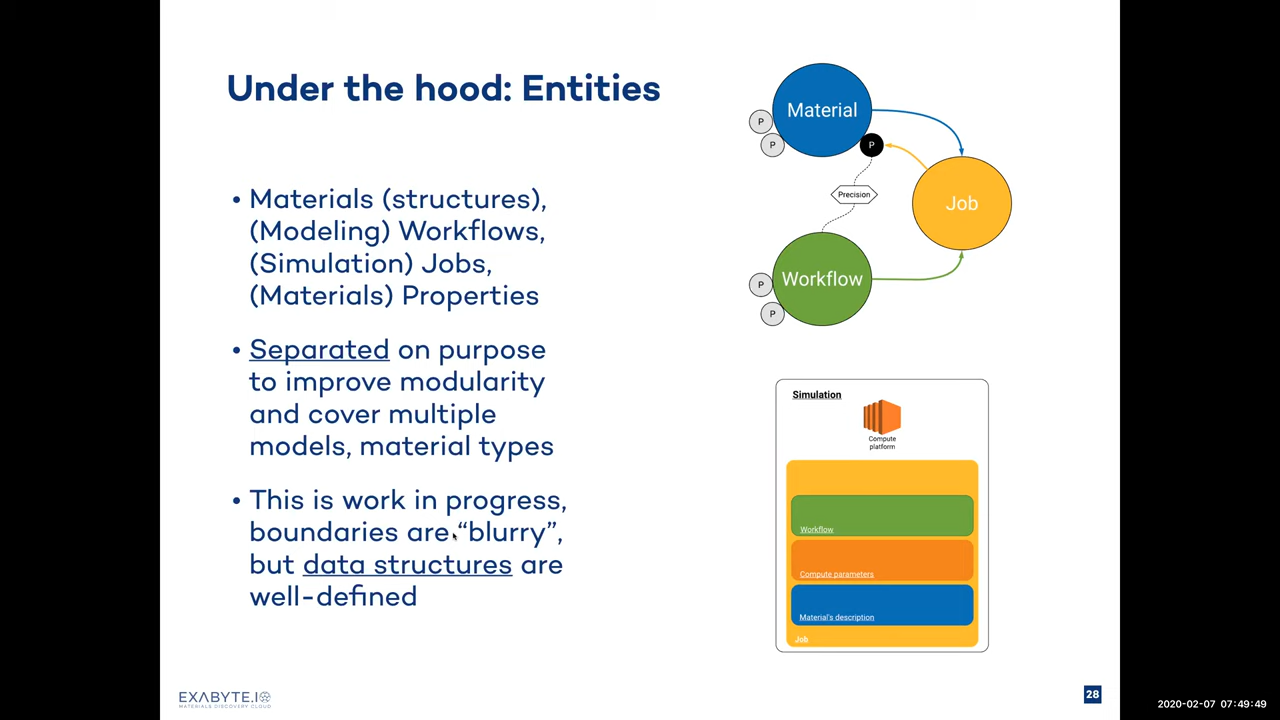 Under the hood: Entities
• Materials (structures),
(Modeling) Workflows,
(Simulation) Jobs,
(Materials) Properties
• Separated on purpose
to improve modularity
and cover multiple
models, material types
• This is work in progress,
boundaries are “blurry”,
but data structures are
well-defined
Material
P
P
P
Precision
Job
Workflow
P
P
Simulation
Compute
platform
Workflow
Compute parameters
Material's description
Job
EXABYTE.IO
MATERIALS DISCOVERY CLOUD
28
2020-02-07 07:49:49